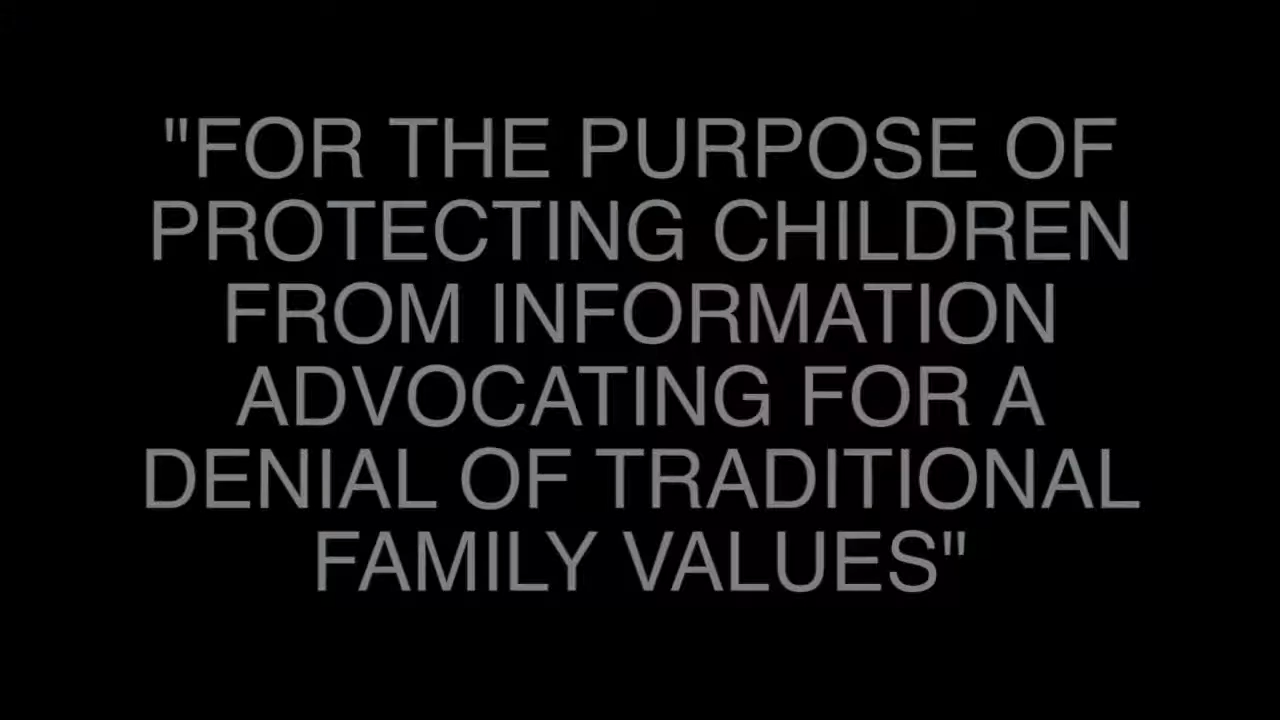 "FOR THE PURPOSE OF
PROTECTING CHILDREN
FROM INFORMATION
ADVOCATING FOR A
DENIAL OF TRADITIONAL
FAMILY VALUES"